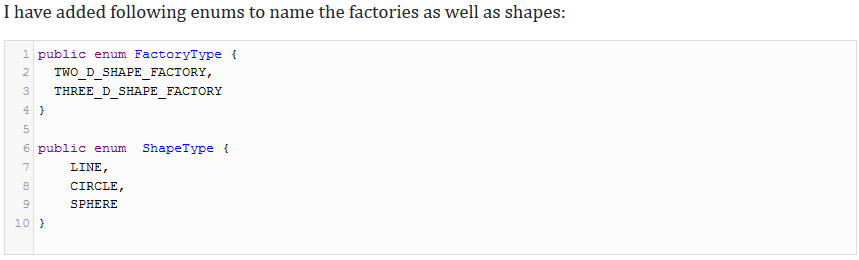 I have added following enums to name the factories as well as shapes:
1 public enum FactoryType {
2   TWO_D_SHAPE_FACTORY,
3   THREE_D_SHAPE_FACTORY
4 }
5
6 public enum  ShapeType {
7     LINE,
8     CIRCLE,
9     SPHERE
10 }